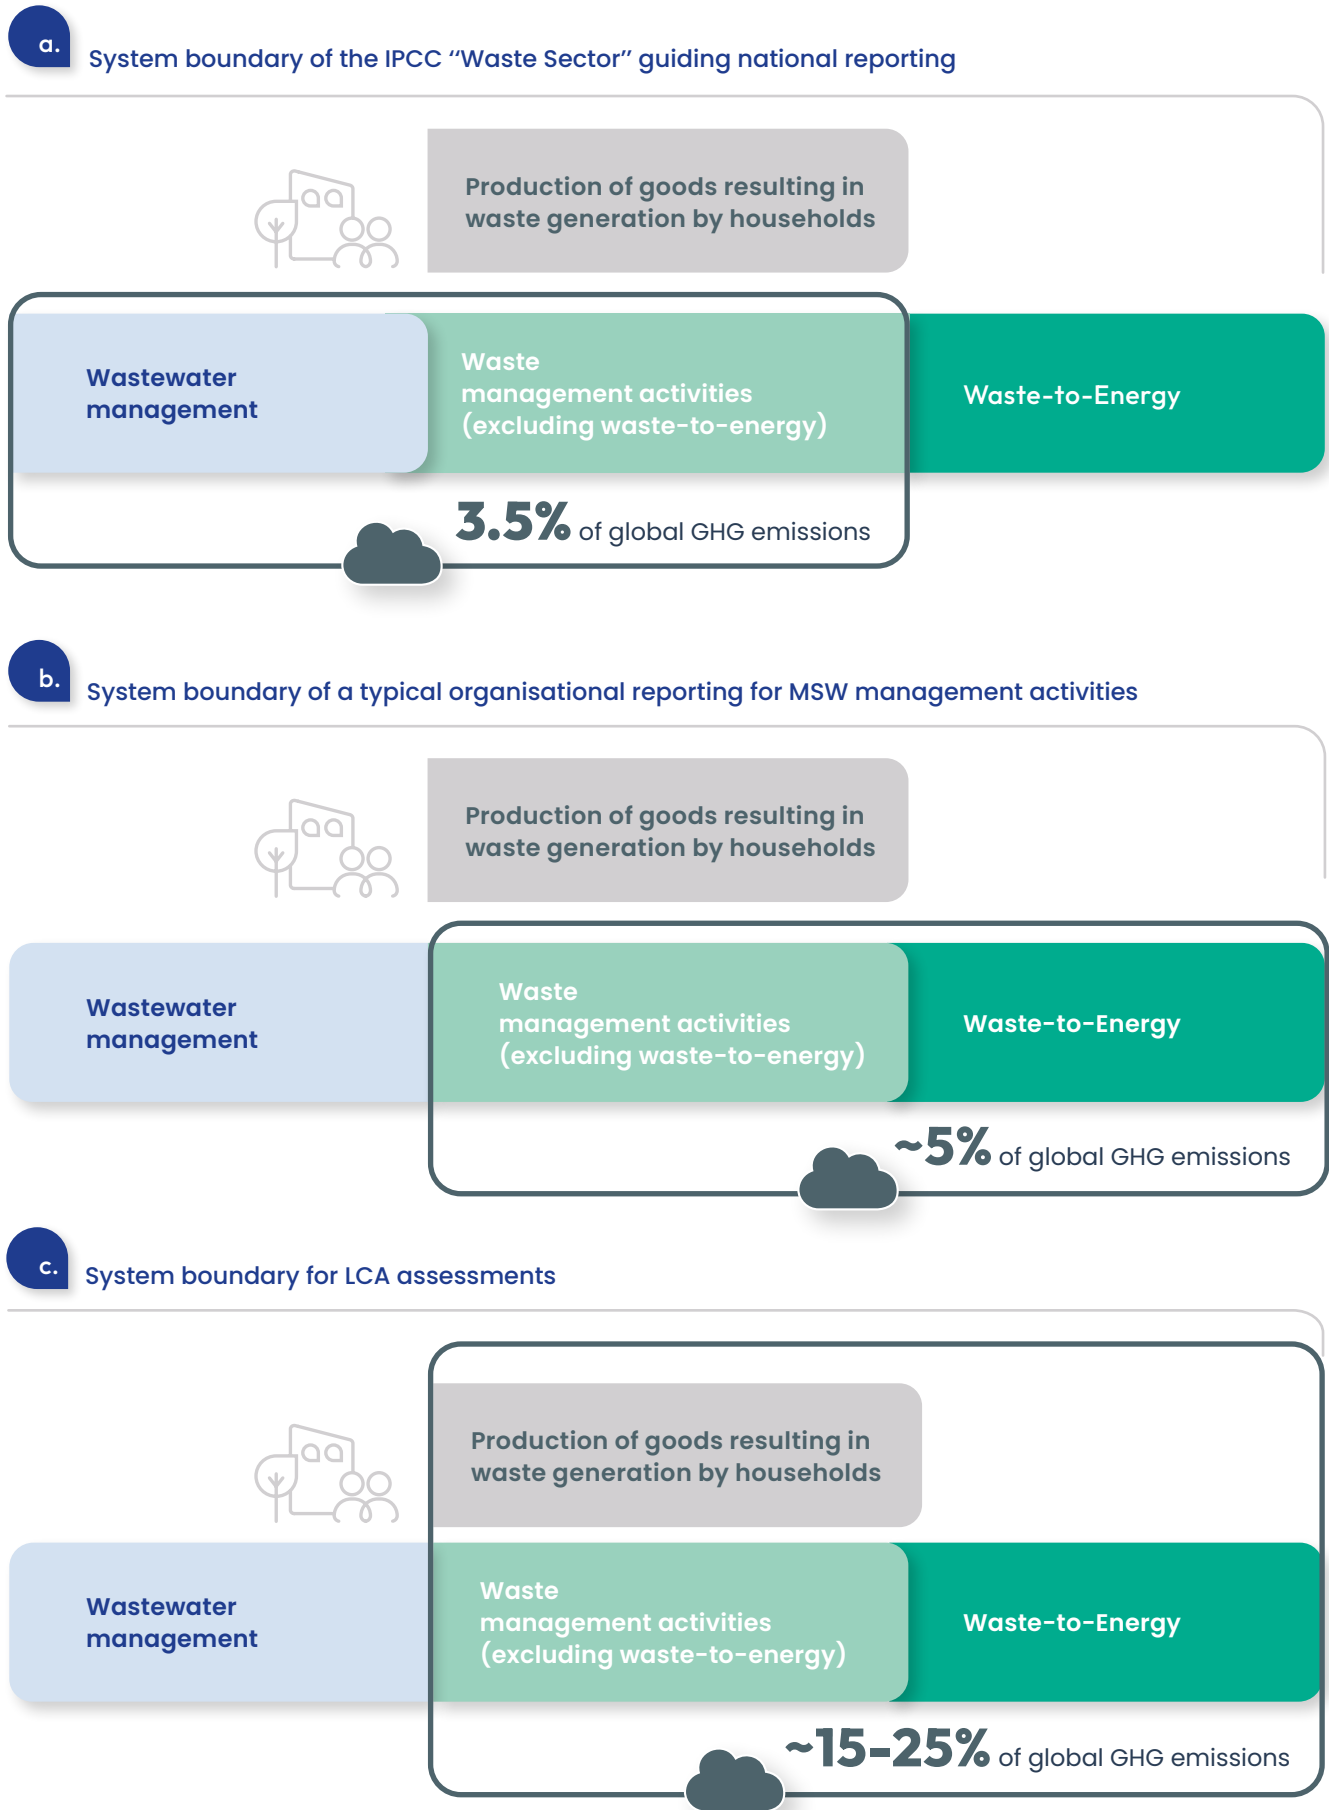 a.
System boundary of the IPCC “Waste Sector” guiding national reporting
Production of goods resulting in
waste generation by households
Wastewater
management
Waste
management activities
(excluding waste-to-energy)
Waste-to-Energy
3.5% of global GHG emissions
b.
System boundary of a typical organisational reporting for MSW management activities
Production of goods resulting in
waste generation by households
Wastewater
management
Waste
management activities
(excluding waste-to-energy)
Waste-to-Energy
~5% of global GHG emissions
c.
System boundary for LCA assessments
Production of goods resulting in
waste generation by households
Wastewater
management
Waste
management activities
(excluding waste-to-energy)
Waste-to-Energy
~15-25% of global GHG emissions